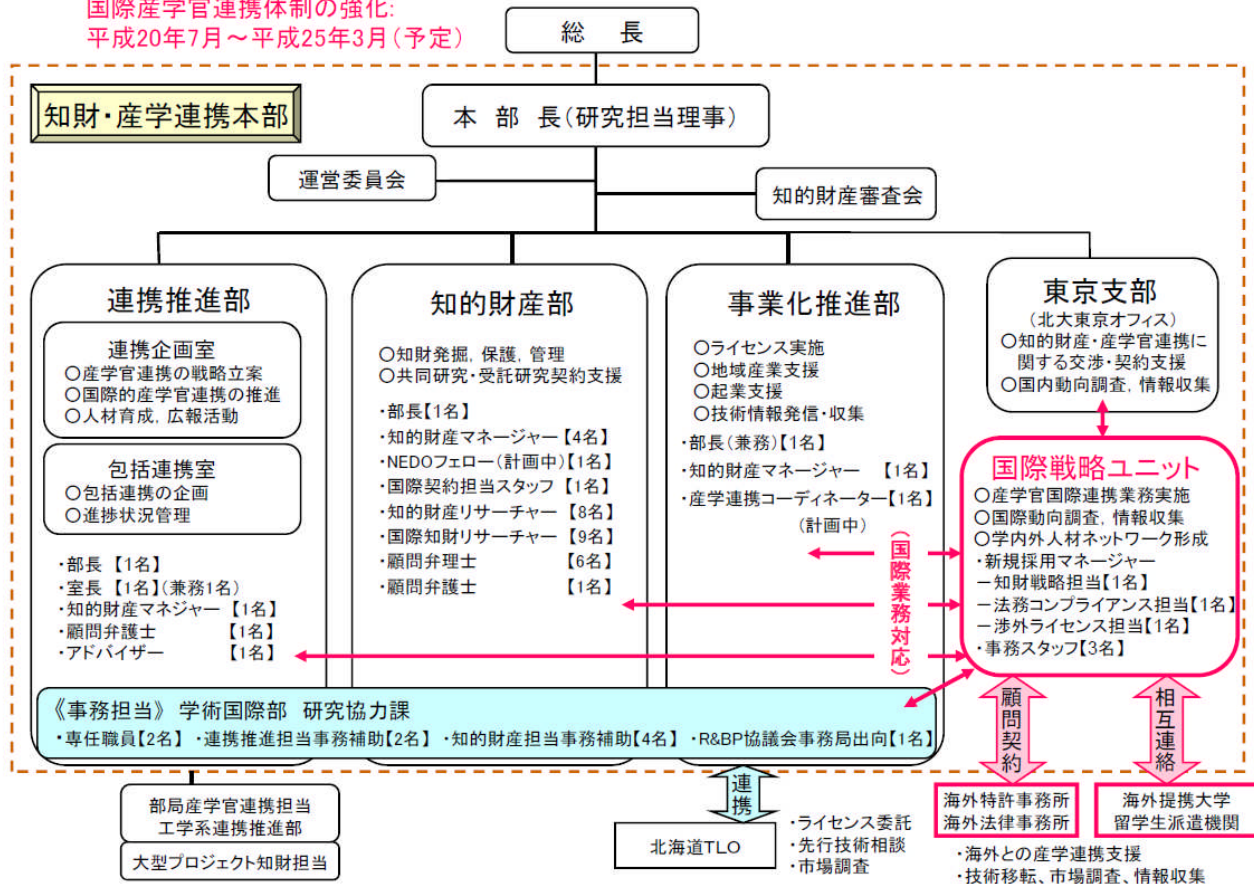 国際産学官連携体制の強化:
平成20年7月～平成25年3月(予定)
総　長
知財・産学連携本部
本　部　長(研究担当理事)
運営委員会
知的財産審査会
連携推進部
連携企画室
○産学官連携の戦略立案
○国際的産学官連携の推進
○人材育成, 広報活動
包括連携室
○包括連携の企画
○進捗状況管理
・部長【1名】
・室長【1名】(兼務1名)
・知的財産マネジャー【1名】
・顧問弁護士【1名】
・アドバイザー【1名】
知的財産部
○知財発掘, 保護, 管理
○共同研究・受託研究契約支援
・部長【1名】
・知的財産マネージャー【4名】
・NEDOフェロー(計画中)【1名】
・国際契約担当スタッフ【1名】
・知的財産リサーチャー【8名】
・国際知財リサーチャー【9名】
・顧問弁理士【6名】
・顧問弁護士【1名】
事業化推進部
○ライセンス実施
○地域産業支援
○起業支援
○技術情報発信・収集
・部長(兼務)【1名】
・知的財産マネージャー【1名】
・産学連携コーディネーター【1名】
(計画中)
東京支部
(北大東京オフィス)
○知的財産・産学官連携に
関する交渉・契約支援
○国内動向調査, 情報収集
国際戦略ユニット
○産学官国際連携業務実施
○国際動向調査, 情報収集
○学内外人材ネットワーク形成
・新規採用マネージャー
－知財戦略担当【1名】
－法務コンプライアンス担当【1名】
－渉外ライセンス担当【1名】
・事務スタッフ【3名】
(国際業務対応)
《事務担当》 学術国際部 研究協力課
・専任職員【2名】 ・連携推進担当事務補助【2名】 ・知的財産担当事務補助【4名】 ・R&BP協議会事務局出向【1名】
顧問契約
相互連絡
部局産学官連携担当
工学系連携推進部
大型プロジェクト知財担当
連携
北海道TLO
・ライセンス委託
・先行技術相談
・市場調査
海外特許事務所
海外法律事務所
海外提携大学
留学生派遣機関
・海外との産学連携支援
・技術移転、市場調査、情報収集